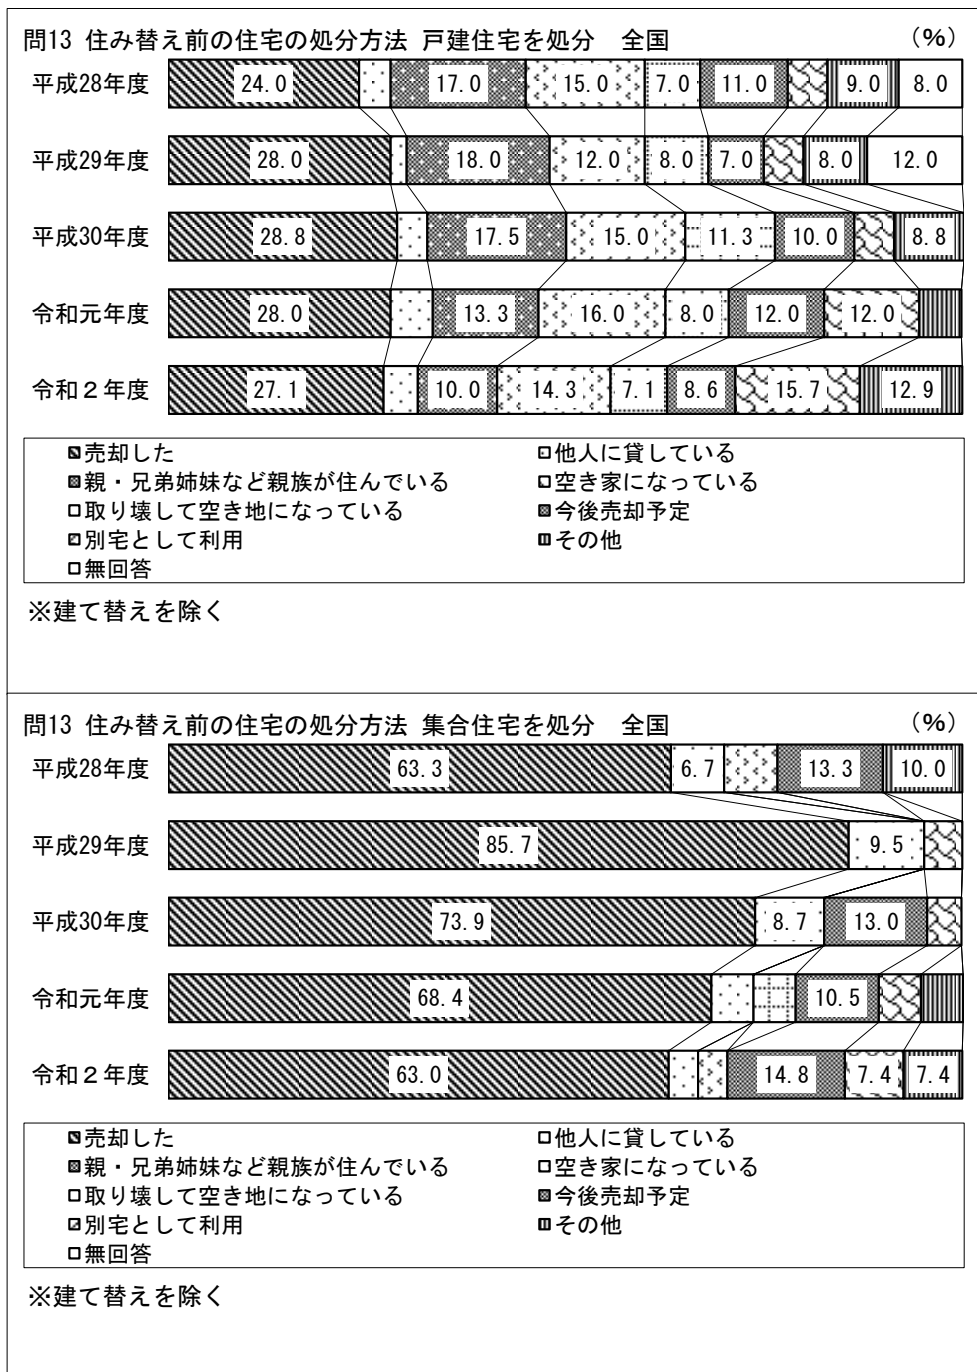 問13 住み替え前の住宅の処分方法 戸建住宅を処分　全国　（%）
平成28年度 24.0 17.0 15.0 7.0 11.0 9.0 8.0
平成29年度 28.0 18.0 12.0 8.0 7.0 8.0 12.0
平成30年度 28.8 17.5 15.0 11.3 10.0 8.8
令和元年度 28.0 13.3 16.0 8.0 12.0 12.0
令和２年度 27.1 10.0 14.3 7.1 8.6 15.7 12.9
売却した 他人に貸している
親・兄弟姉妹など親族が住んでいる 空き家になっている
取り壊して空き地になっている 今後売却予定
別宅として利用 その他
無回答
※建て替えを除く
問13 住み替え前の住宅の処分方法 集合住宅を処分　全国　（%）
平成28年度 63.3 6.7 13.3 10.0
平成29年度 85.7 9.5
平成30年度 73.9 8.7 13.0
令和元年度 68.4 10.5
令和２年度 63.0 14.8 7.4 7.4
売却した 他人に貸している
親・兄弟姉妹など親族が住んでいる 空き家になっている
取り壊して空き地になっている 今後売却予定
別宅として利用 その他
無回答
※建て替えを除く